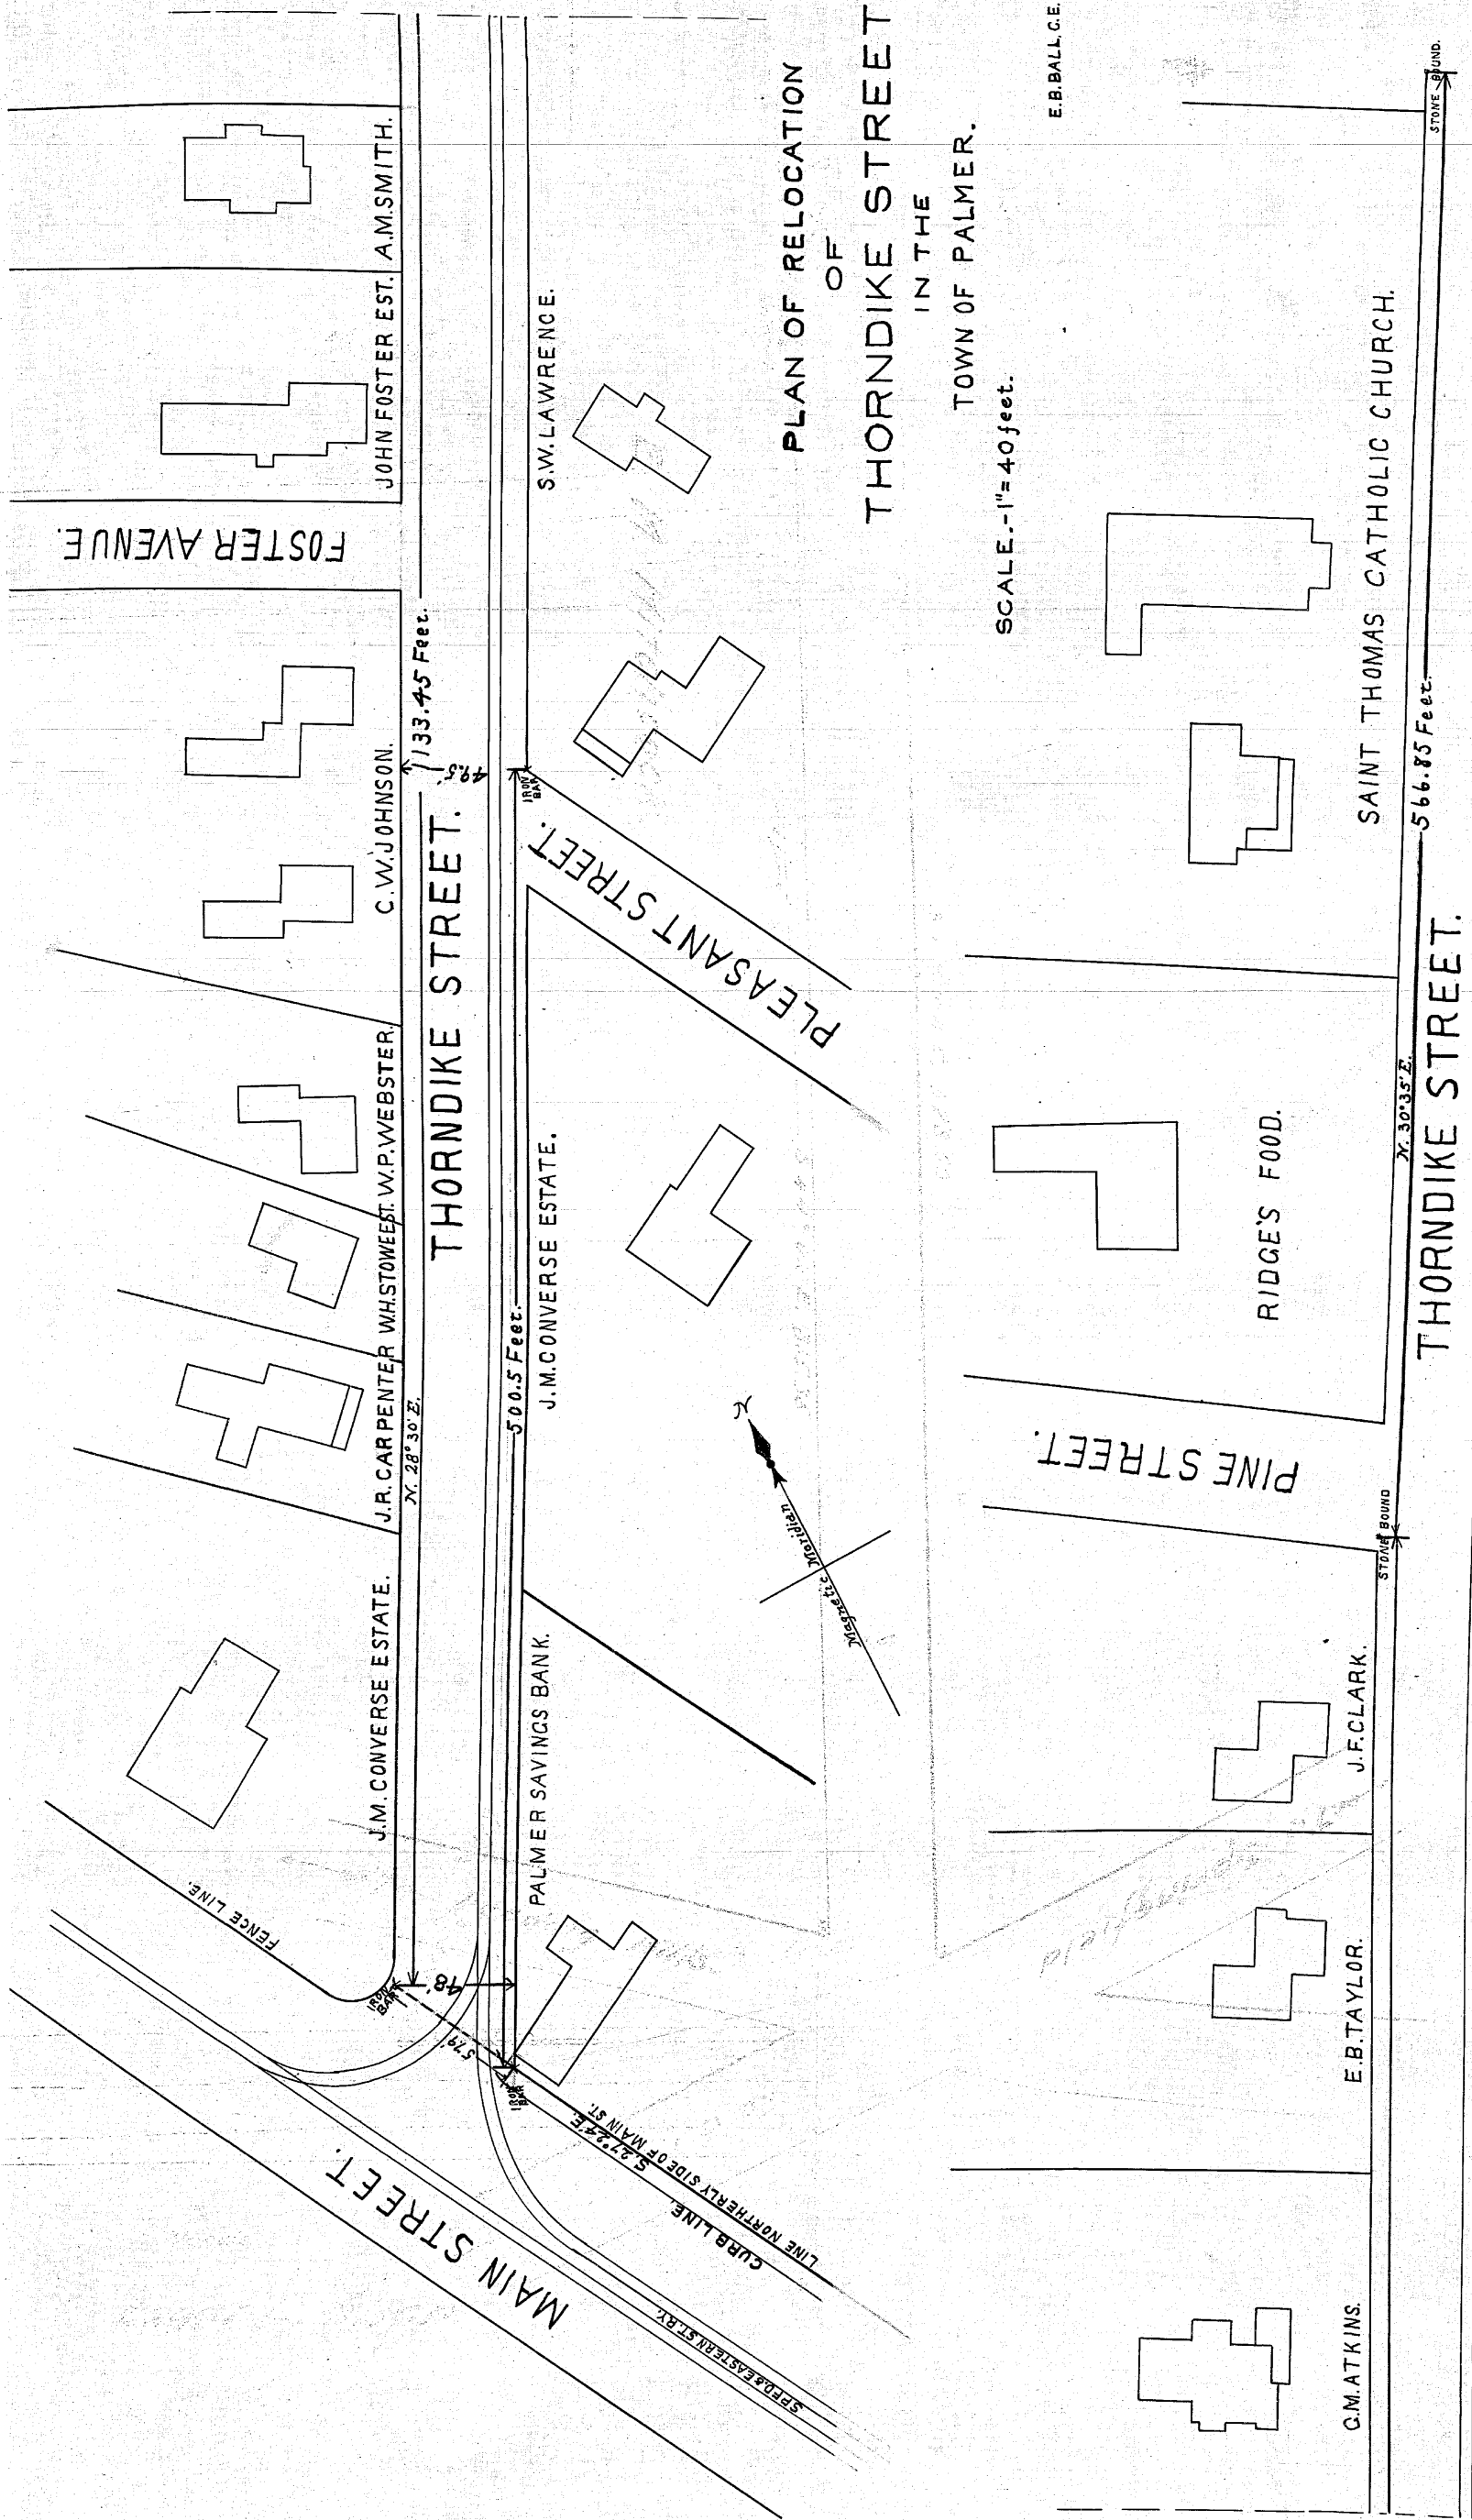 PLAN OF RELOCATION
OF
THORNDIKE STREET
IN THE
TOWN OF PALMER.
SCALE.-1"=40feet.
E.B.BALL, C.E.
MAIN STREET.
SPFD.&EASTERN ST. RY.
FENCE LINE.
CURB LINE.
S.27°24'E.
LINE NORTHERLY SIDE OF MAIN ST.
IRON BAR
IRON BAR
57.9
48'
J.M. CONVERSE ESTATE.
J.R.CARPENTER
W.H.STOWE EST.
W.P.WEBSTER.
C.W.JOHNSON.
FOSTER AVENUE.
JOHN FOSTER EST.
A.M.SMITH.
N. 28° 30' E.
THORNDIKE STREET.
1133.45 Feet.
49.5'
500.5 Feet.
PALMER SAVINGS BANK.
J.M.CONVERSE ESTATE.
PLEASANT STREET.
IRON BAR
S.W.LAWRENCE.
N
Magnetic Meridian
O.M.ATKINS.
E.B.TAYLOR.
J.F.CLARK.
STONE BOUND
PINE STREET.
RIDGE'S FOOD.
N. 30°35' E.
THORNDIKE STREET.
566.85 Feet.
SAINT THOMAS CATHOLIC CHURCH.
STONE BOUND.